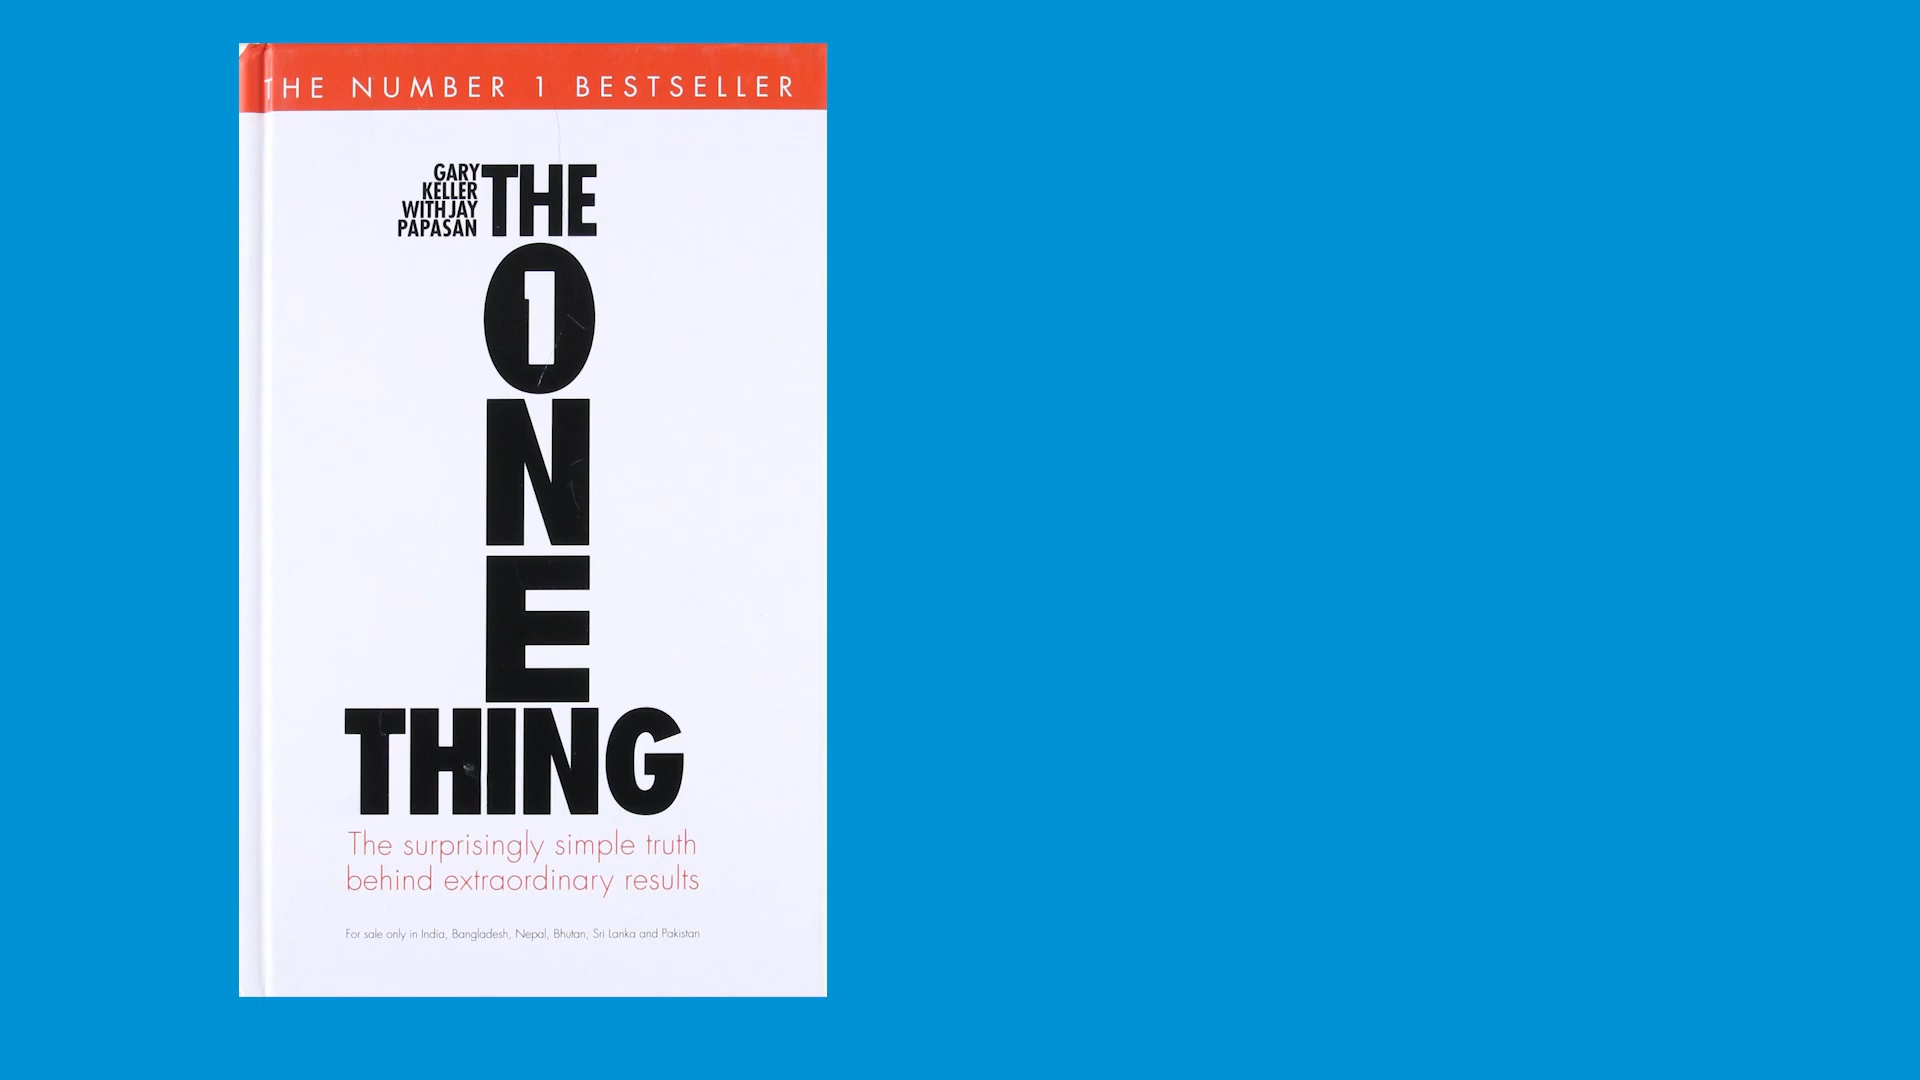 THE NUMBER 1 BESTSELLER
GARY
KELLER
WITH JAY
PAPASAN
THE
O
1
N
E
THING
The surprisingly simple truth
behind extraordinary results
For sale only in India, Bangladesh, Nepal, Bhutan, Sri Lanka and Pakistan